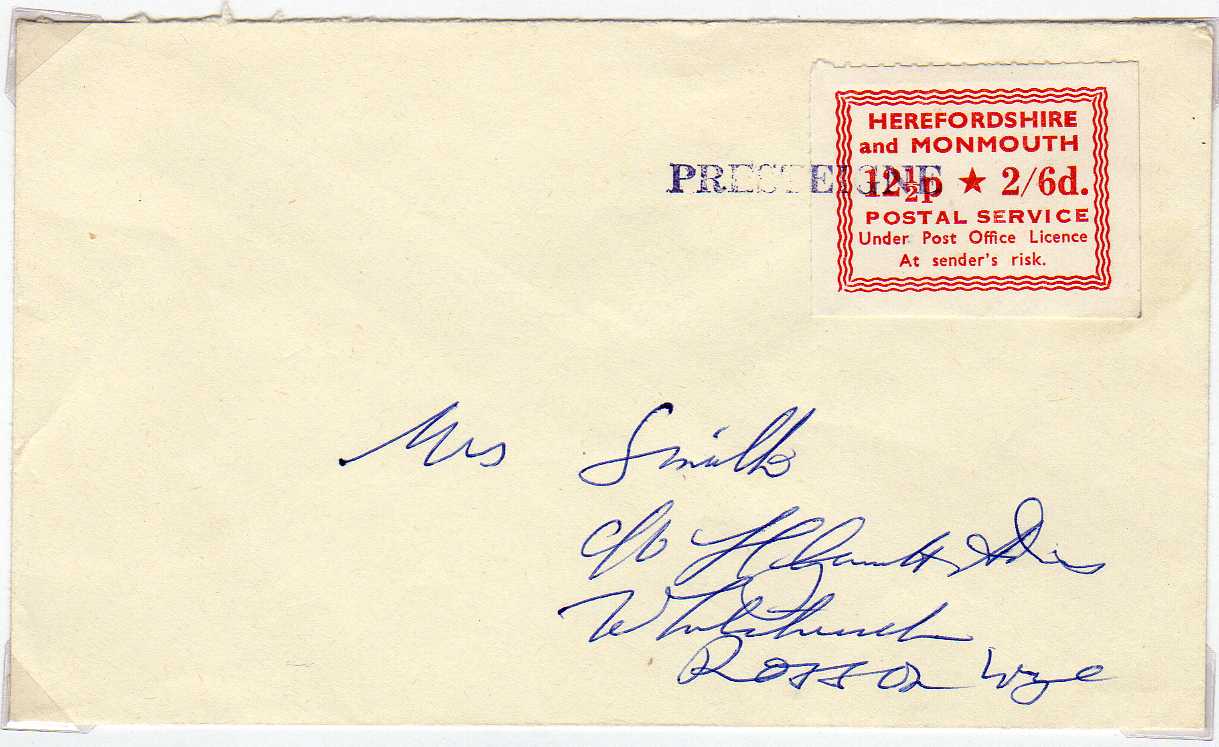 HEREFORDSHIRE
and MONMOUTH
12½p ★ 2/6d.
POSTAL SERVICE
Under Post Office Licence
At sender's risk.
PRESTEIGNE
Mrs Smith
c/o
Whitchurch
Ross on Wye